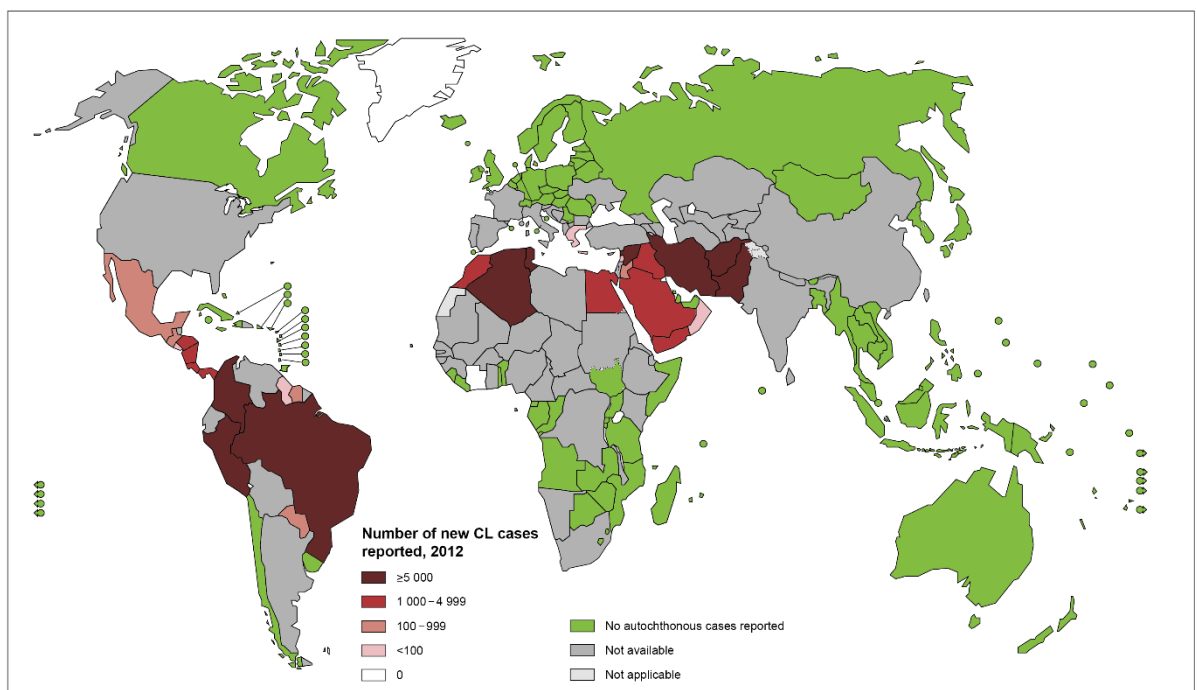 Number of new CL cases
reported, 2012
≥5 000
1 000 – 4 999
100 – 999
<100
0
No autochthonous cases reported
Not available
Not applicable